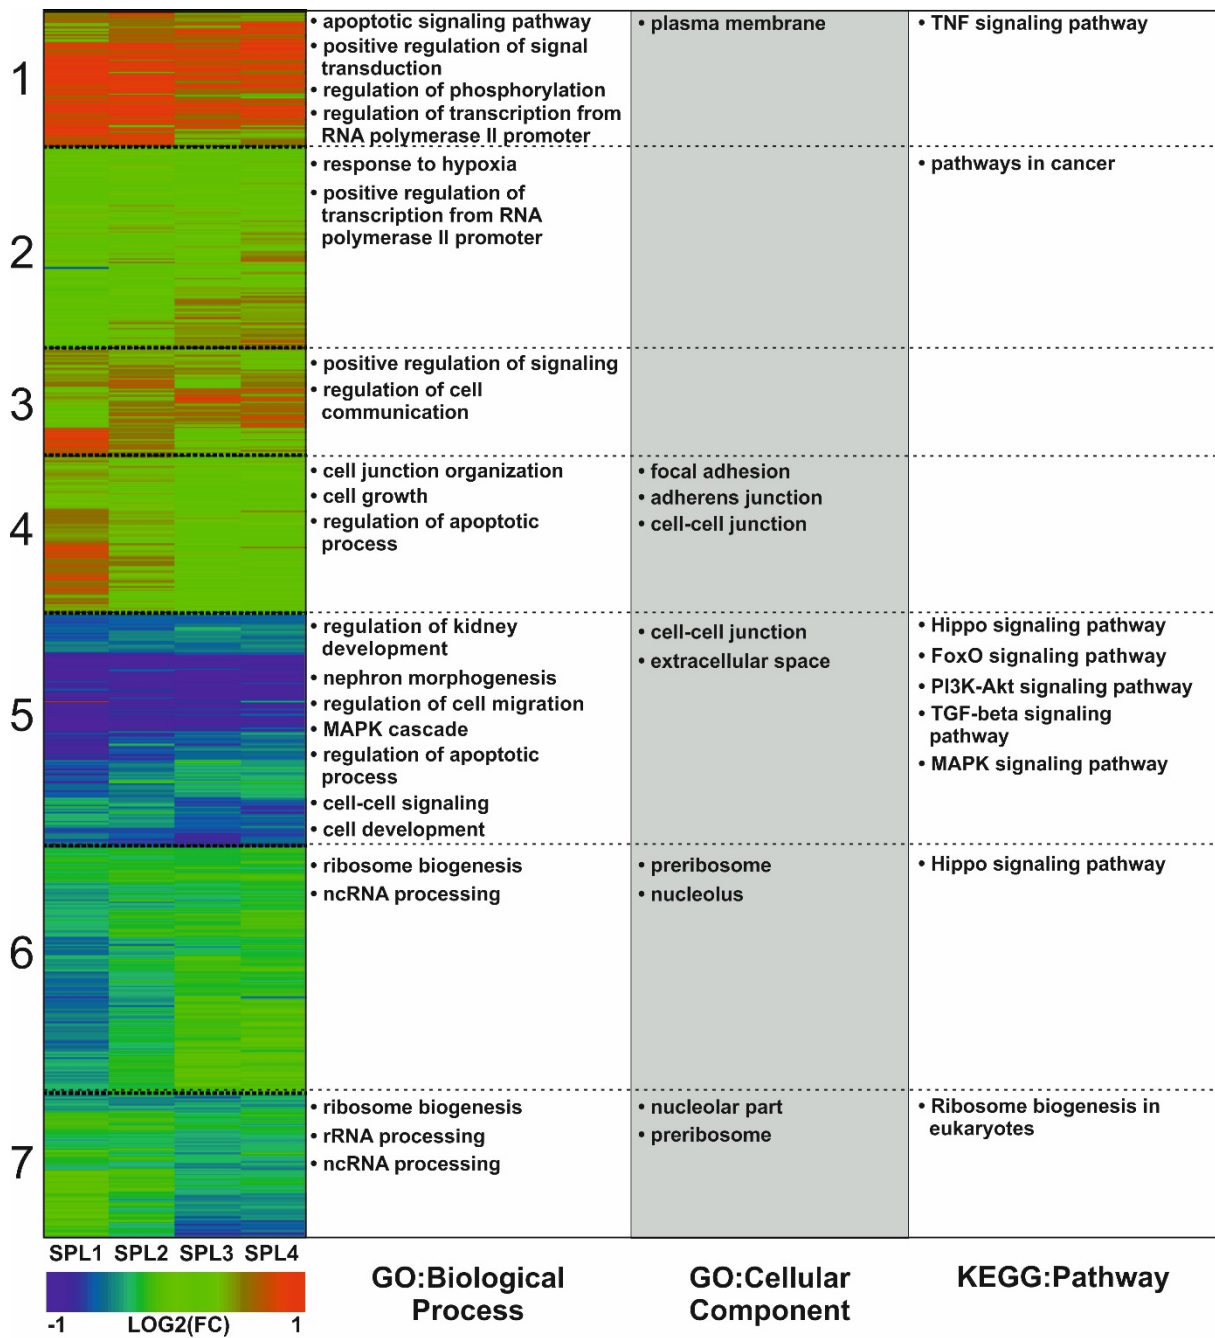 1
• apoptotic signaling pathway
• positive regulation of signal
transduction
• regulation of phosphorylation
• regulation of transcription from
RNA polymerase II promoter
• plasma membrane
• TNF signaling pathway
2
• response to hypoxia
• positive regulation of
transcription from RNA
polymerase II promoter
• pathways in cancer
3
• positive regulation of signaling
• regulation of cell
communication
4
• cell junction organization
• cell growth
• regulation of apoptotic
process
• focal adhesion
• adherens junction
• cell-cell junction
5
• regulation of kidney
development
• nephron morphogenesis
• regulation of cell migration
• MAPK cascade
• regulation of apoptotic
process
• cell-cell signaling
• cell development
• cell-cell junction
• extracellular space
• Hippo signaling pathway
• FoxO signaling pathway
• PI3K-Akt signaling pathway
• TGF-beta signaling
pathway
• MAPK signaling pathway
6
• ribosome biogenesis
• ncRNA processing
• preribosome
• nucleolus
• Hippo signaling pathway
7
• ribosome biogenesis
• rRNA processing
• ncRNA processing
• nucleolar part
• preribosome
• Ribosome biogenesis in
eukaryotes
SPL1 SPL2 SPL3 SPL4
-1 LOG2(FC) 1
GO:Biological
Process
GO:Cellular
Component
KEGG:Pathway